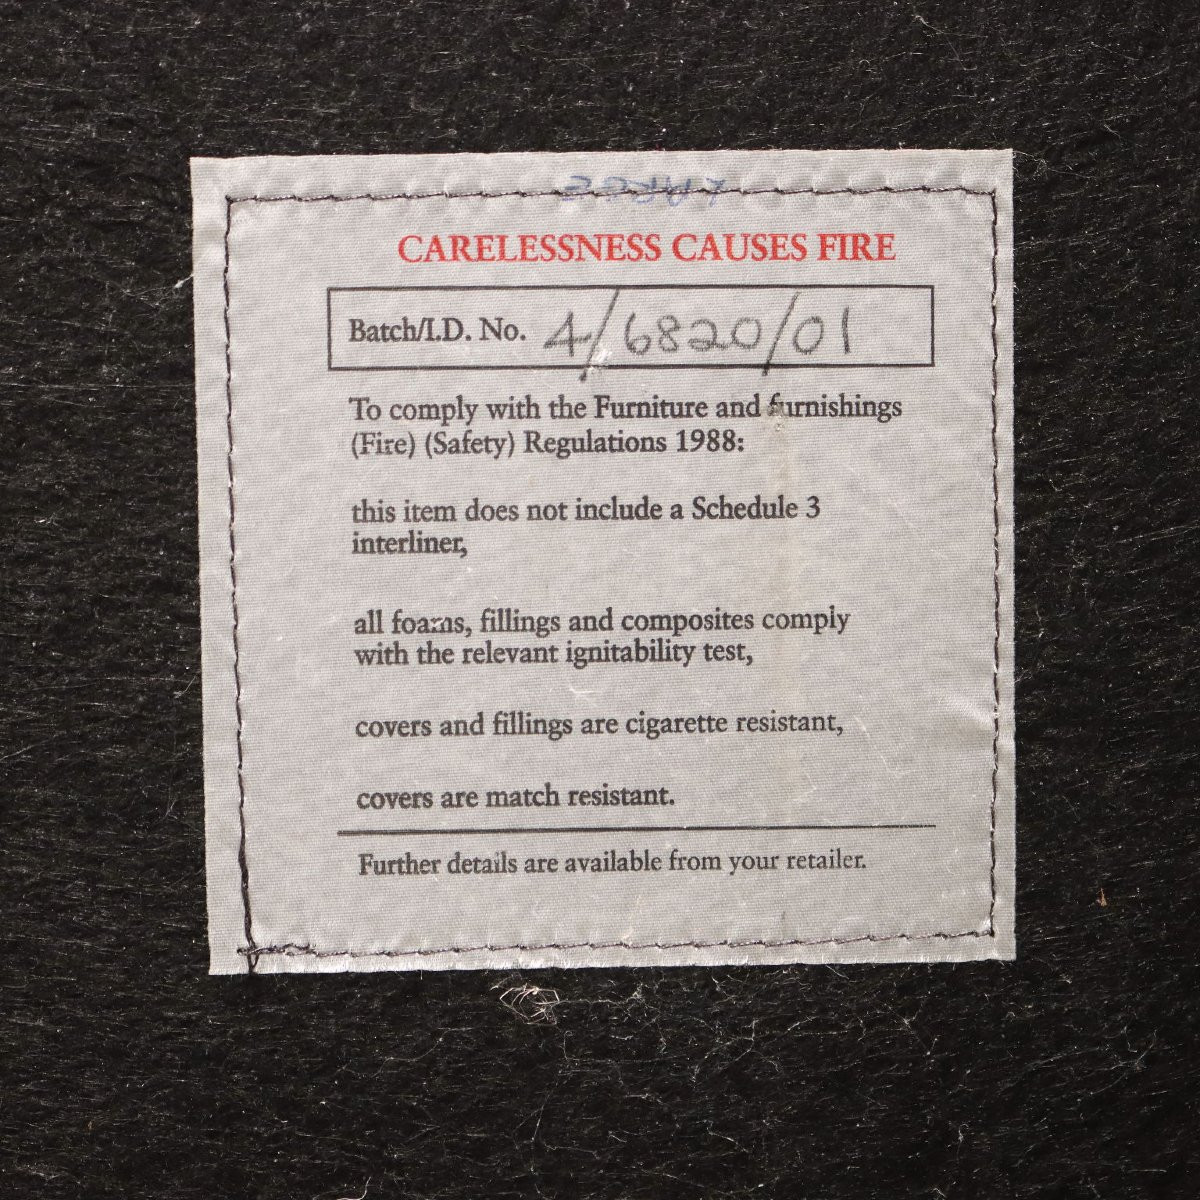 CARELESSNESS CAUSES FIRE
Batch/I.D. No. 4/6820/01
To comply with the Furniture and furnishings
(Fire) (Safety) Regulations 1988:
this item does not include a Schedule 3
interliner,
all foams, fillings and composites comply
with the relevant ignitability test,
covers and fillings are cigarette resistant,
covers are match resistant.
Further details are available from your retailer.